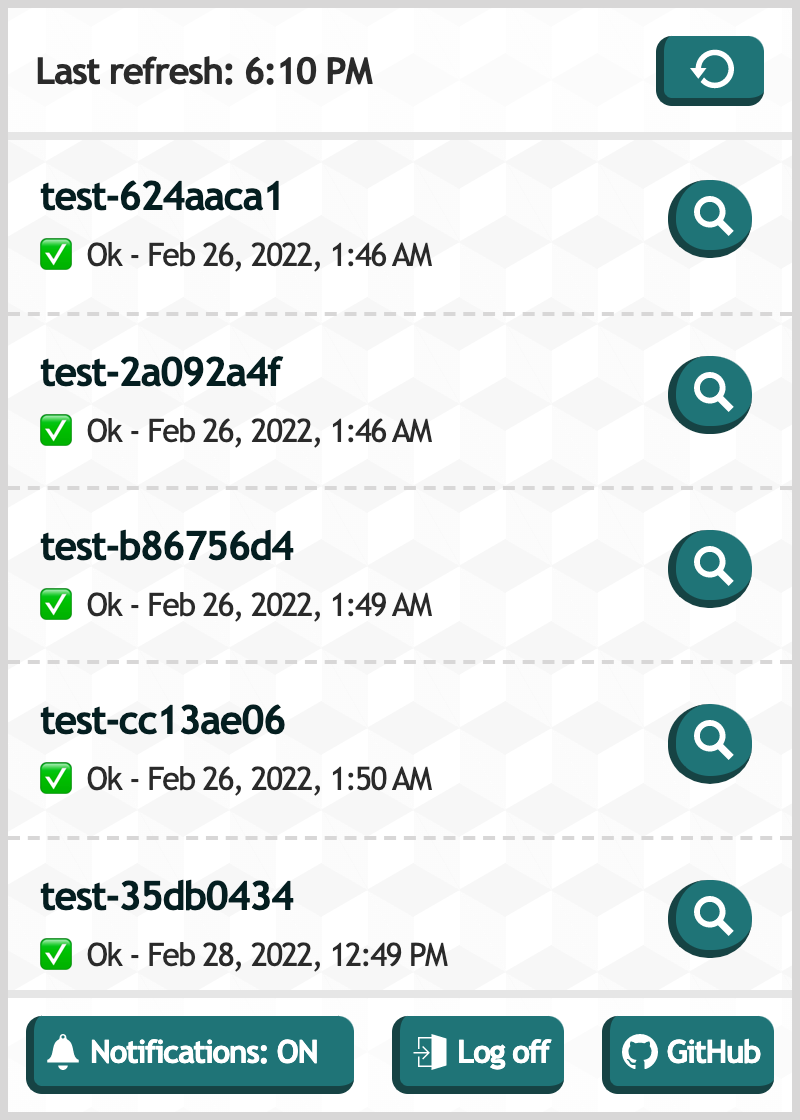 Last refresh: 6:10 PM
test-624aaca1
✅ Ok - Feb 26, 2022, 1:46 AM
test-2a092a4f
✅ Ok - Feb 26, 2022, 1:46 AM
test-b86756d4
✅ Ok - Feb 26, 2022, 1:49 AM
test-cc13ae06
✅ Ok - Feb 26, 2022, 1:50 AM
test-35db0434
✅ Ok - Feb 28, 2022, 12:49 PM
Notifications: ON
Log off
GitHub